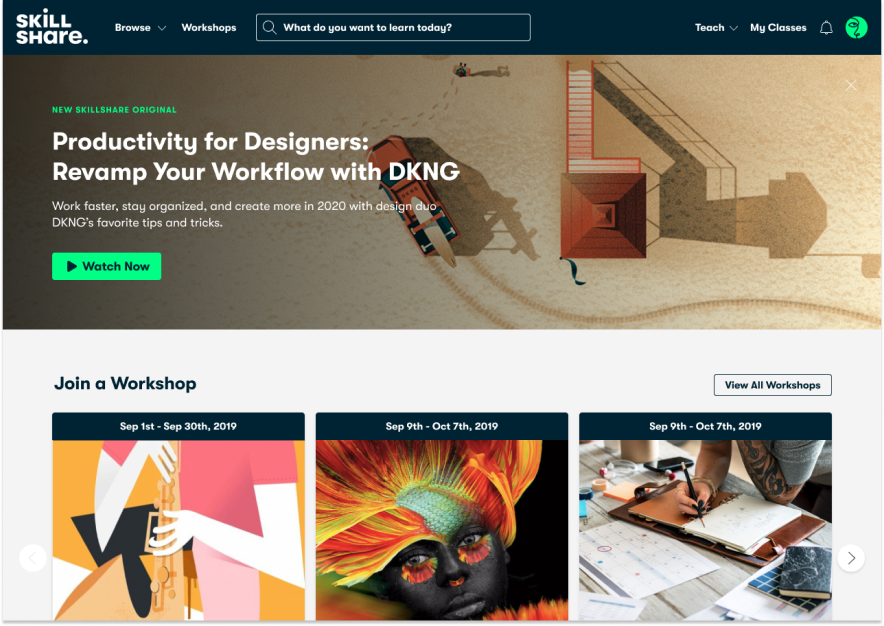 SKILL
SHare.
Browse
Workshops
What do you want to learn today?
Teach
My Classes
NEW SKILLSHARE ORIGINAL
Productivity for Designers:
Revamp Your Workflow with DKNG
Work faster, stay organized, and create more in 2020 with design duo
DKNG's favorite tips and tricks.
Watch Now
Join a Workshop
View All Workshops
Sep 1st - Sep 30th, 2019
Sep 9th - Oct 7th, 2019
Sep 9th - Oct 7th, 2019